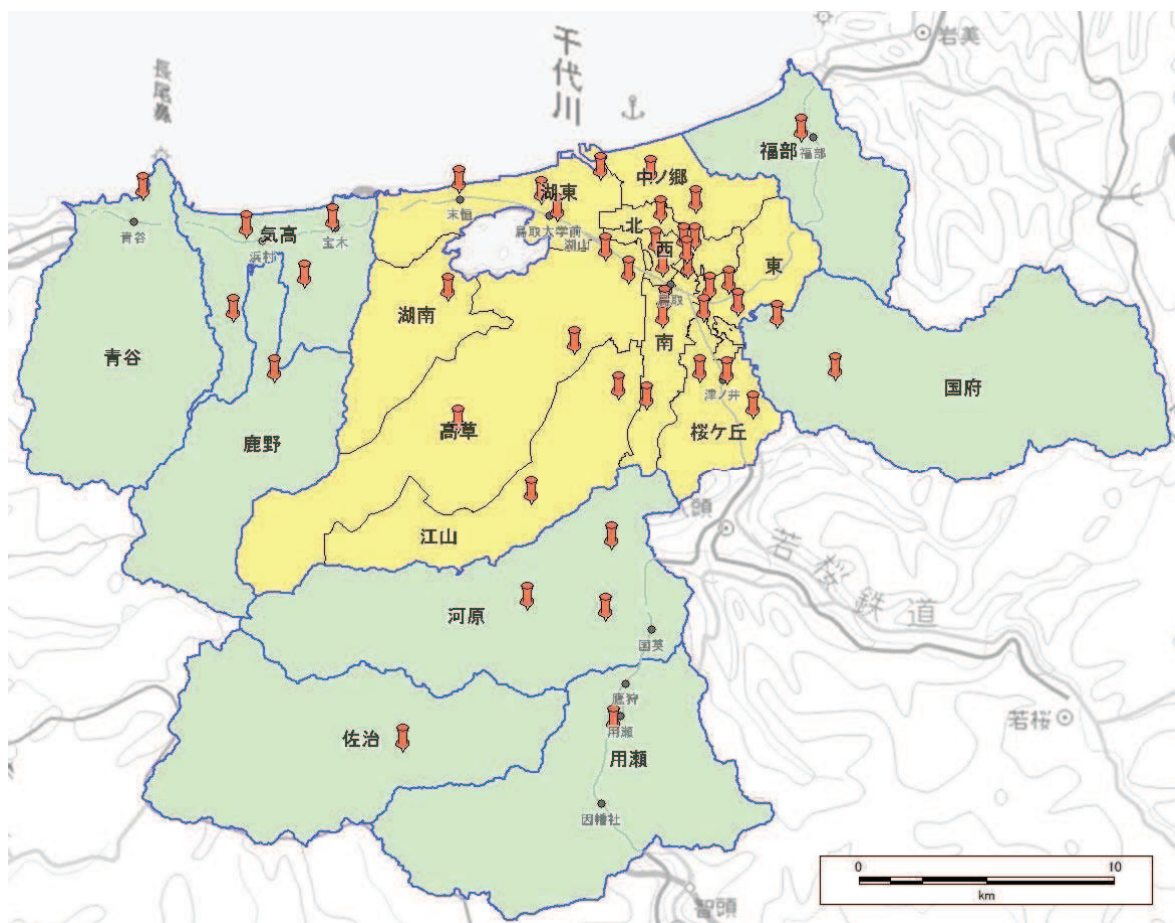 岩美
千代川
長尾鼻
福部
福部
中ノ郷
湖東
末恒
鳥取大学前
湖山
北
西
東
青谷
気高
浜村
宝木
鳥取
湖南
南
青谷
国府
津ノ井
高草
桜ケ丘
鹿野
八頭
江山
若桜鉄道
河原
国英
鷹狩
用瀬
若桜
佐治
用瀬
因幡社
0 10
km
智頭